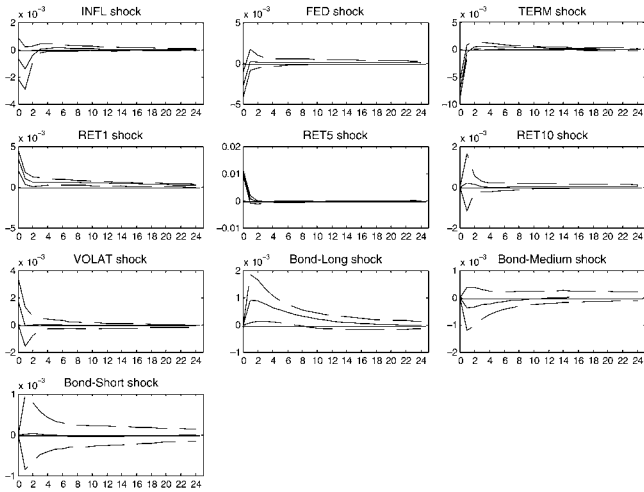 INFL shock FED shock TERM shock
x 10⁻³ x 10⁻³ x 10⁻³
2 5 5
0 0 0
-2 -5
-4 -5 -10
0 2 4 6 8 10 12 14 16 18 20 22 24 0 2 4 6 8 10 12 14 16 18 20 22 24 0 2 4 6 8 10 12 14 16 18 20 22 24
RET1 shock RET5 shock RET10 shock
x 10⁻³ x 10⁻³
5 0.02 2
0.01
0 0 0
-5 -0.01 -2
0 2 4 6 8 10 12 14 16 18 20 22 24 0 2 4 6 8 10 12 14 16 18 20 22 24 0 2 4 6 8 10 12 14 16 18 20 22 24
VOLAT shock Bond-Long shock Bond-Medium shock
x 10⁻³ x 10⁻³ x 10⁻³
4 2 1
2 1 0
0 0 -1
-2 -1 -2
0 2 4 6 8 10 12 14 16 18 20 22 24 0 2 4 6 8 10 12 14 16 18 20 22 24 0 2 4 6 8 10 12 14 16 18 20 22 24
Bond-Short shock
x 10⁻³
1
0
-1
0 2 4 6 8 10 12 14 16 18 20 22 24